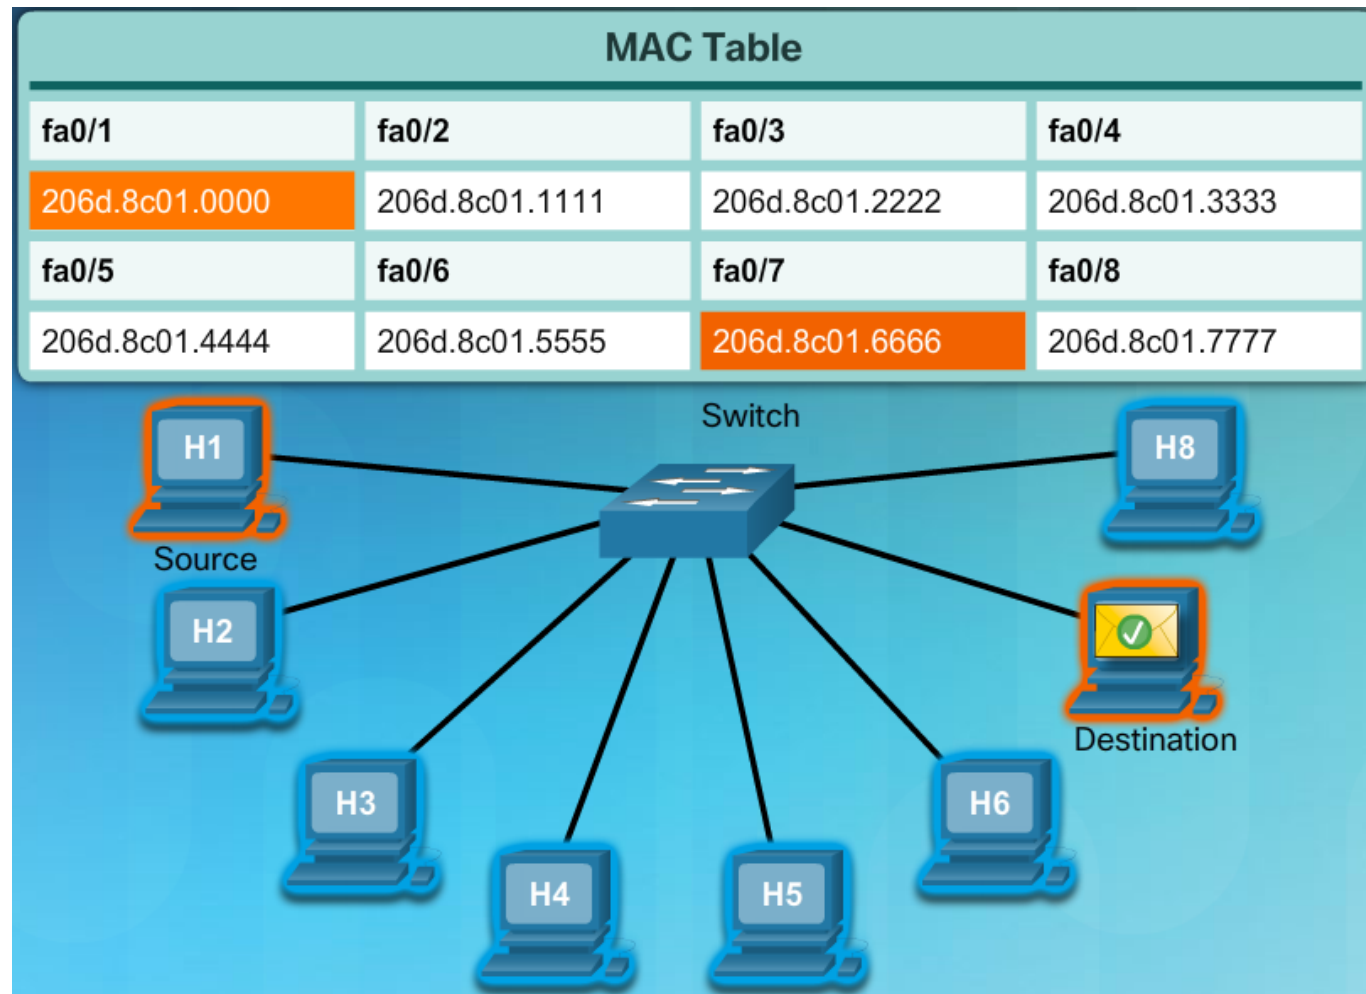 MAC Table
fa0/1 fa0/2 fa0/3 fa0/4
206d.8c01.0000 206d.8c01.1111 206d.8c01.2222 206d.8c01.3333
fa0/5 fa0/6 fa0/7 fa0/8
206d.8c01.4444 206d.8c01.5555 206d.8c01.6666 206d.8c01.7777
Switch
H1
H8
Source
H2
Destination
H3
H6
H4
H5